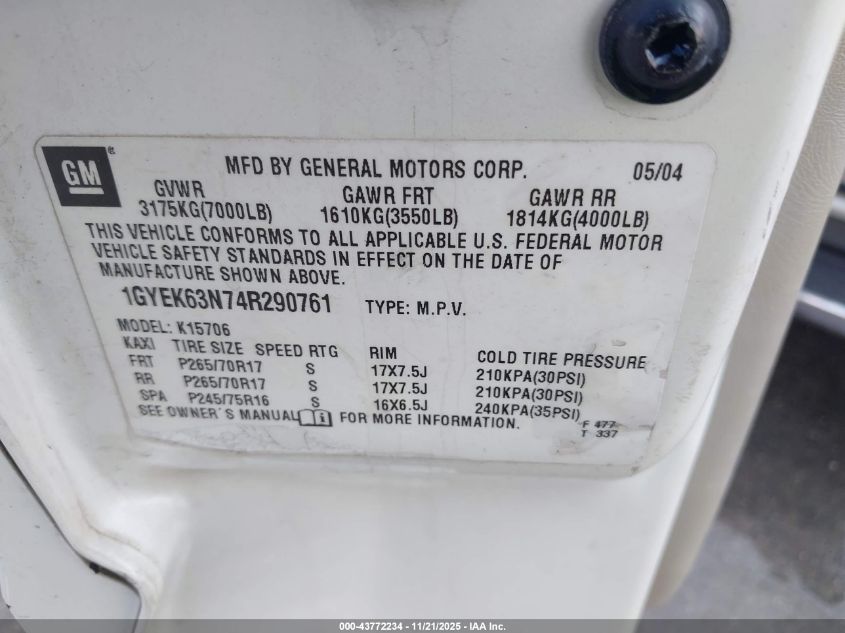 GM ®
MFD BY GENERAL MOTORS CORP. 05/04
GVWR GAWR FRT GAWR RR
3175KG(7000LB) 1610KG(3550LB) 1814KG(4000LB)
THIS VEHICLE CONFORMS TO ALL APPLICABLE U.S. FEDERAL MOTOR
VEHICLE SAFETY STANDARDS IN EFFECT ON THE DATE OF
MANUFACTURE SHOWN ABOVE.
1GYEK63N74R290761 TYPE: M.P.V.
MODEL: K15706
KAXI TIRE SIZE SPEED RTG RIM COLD TIRE PRESSURE
FRT P265/70R17 S 17X7.5J 210KPA(30PSI)
RR P265/70R17 S 17X7.5J 210KPA(30PSI)
SPA P245/75R16 S 16X6.5J 240KPA(35PSI)
SEE OWNER'S MANUAL FOR MORE INFORMATION.
F 477
T 337
000-43772234 - 11/21/2025 - IAA Inc.